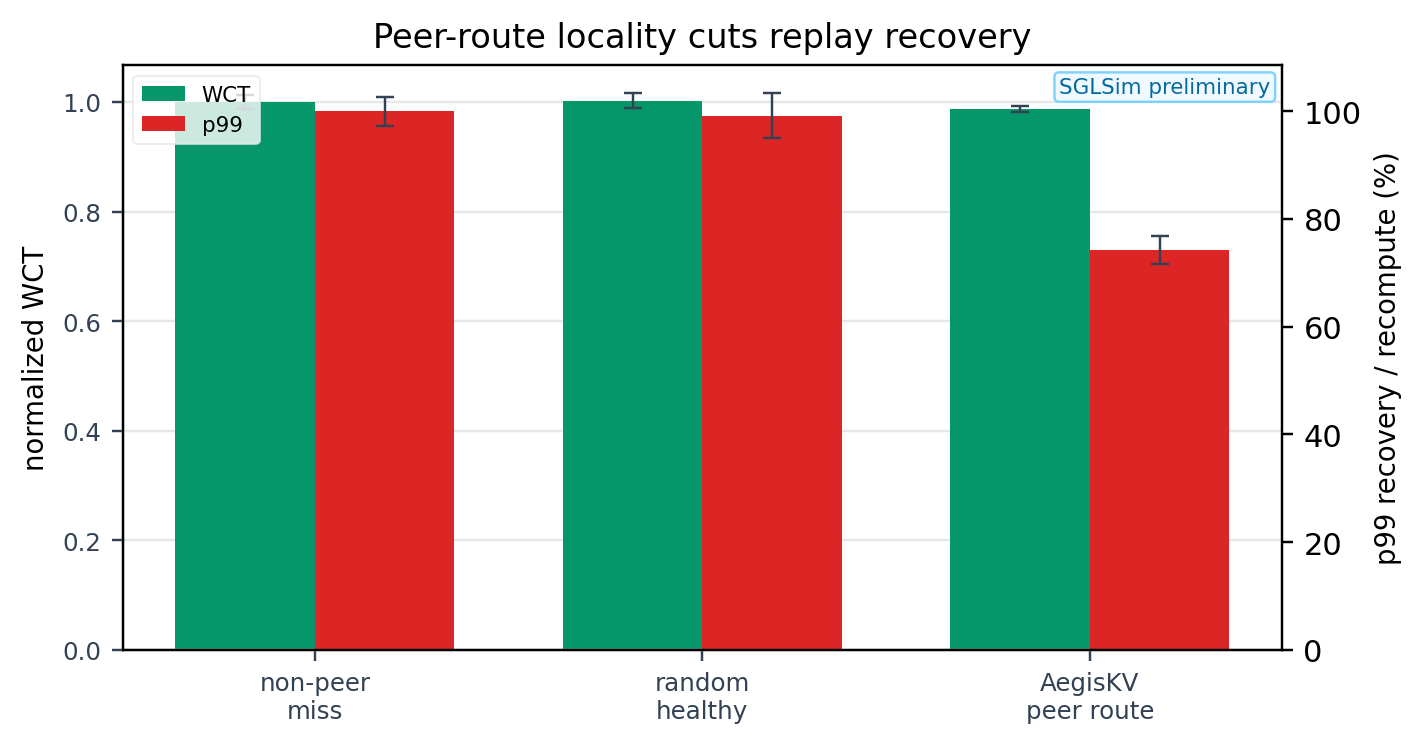 Peer-route locality cuts replay recovery
WCT
p99
SGLSim preliminary
normalized WCT
1.0
0.8
0.6
0.4
0.2
0.0
100
80
60
40
20
0
p99 recovery / recompute (%)
non-peer
miss
random
healthy
AegisKV
peer route